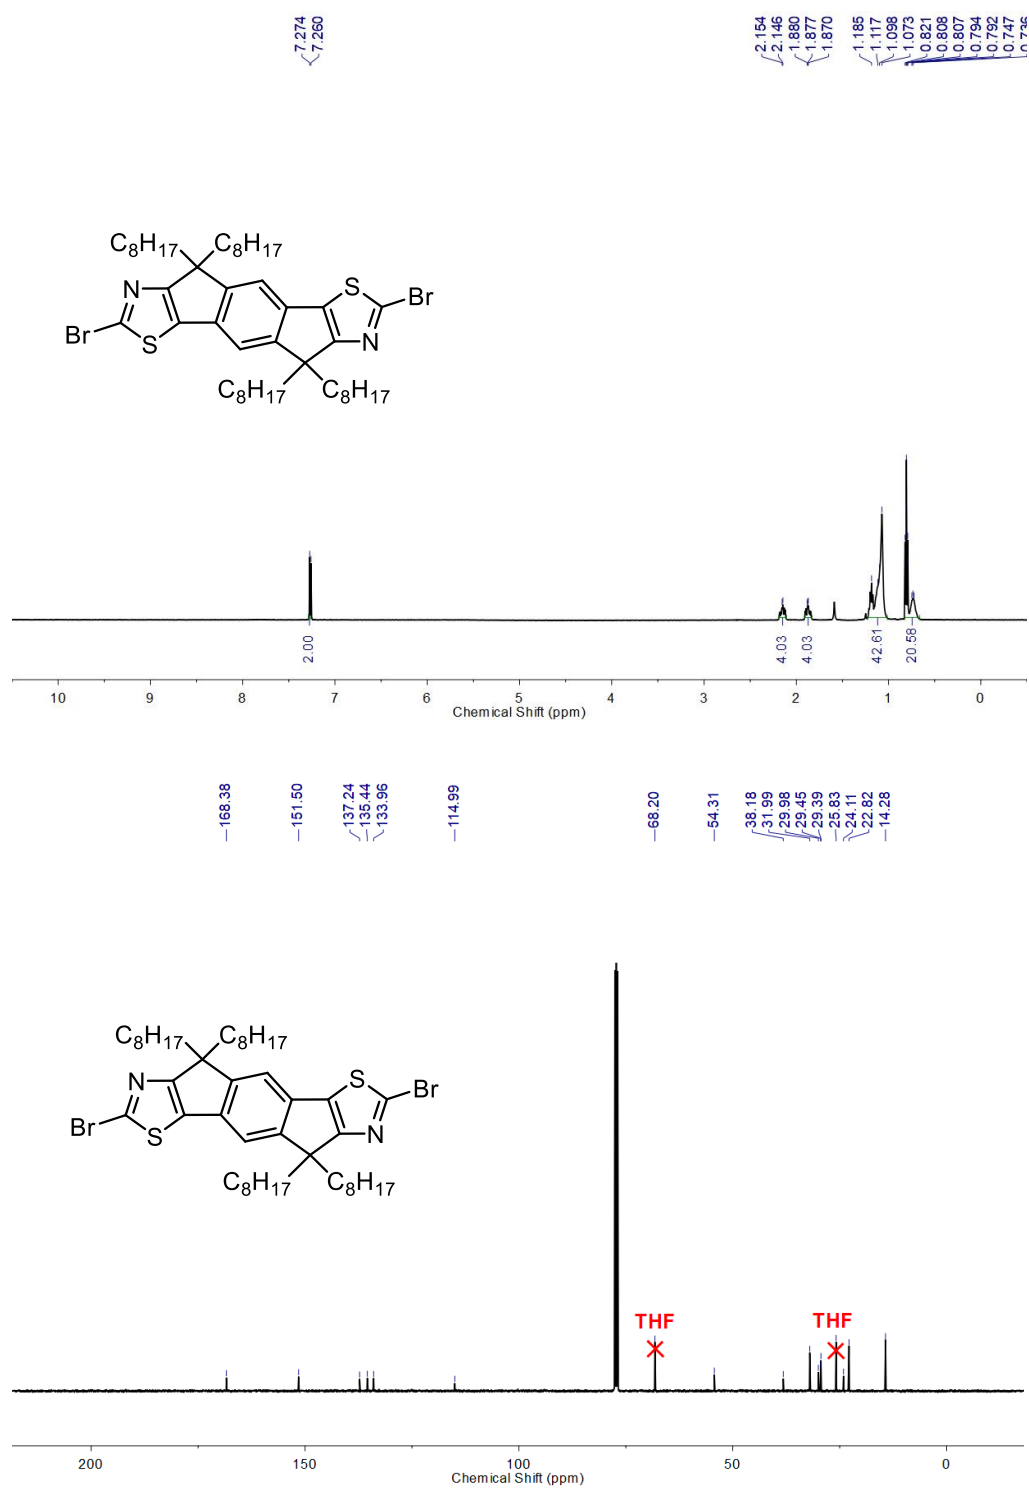 7.274
7.260
2.154
2.146
1.880
1.877
1.870
1.185
1.117
1.098
1.073
0.821
0.808
0.807
0.794
0.792
0.747
0.736
C8H17 C8H17
N S Br
Br S N
C8H17 C8H17
2.00 4.03 4.03 42.61 20.58
10 9 8 7 6 5 4 3 2 1 0
Chemical Shift (ppm)
168.38
151.50
137.24
135.44
133.96
114.99
68.20
54.31
38.18
31.99
29.98
29.45
29.39
25.83
24.11
22.82
14.28
C8H17 C8H17
N S Br
Br S N
C8H17 C8H17
THF THF
200 150 100 50 0
Chemical Shift (ppm)